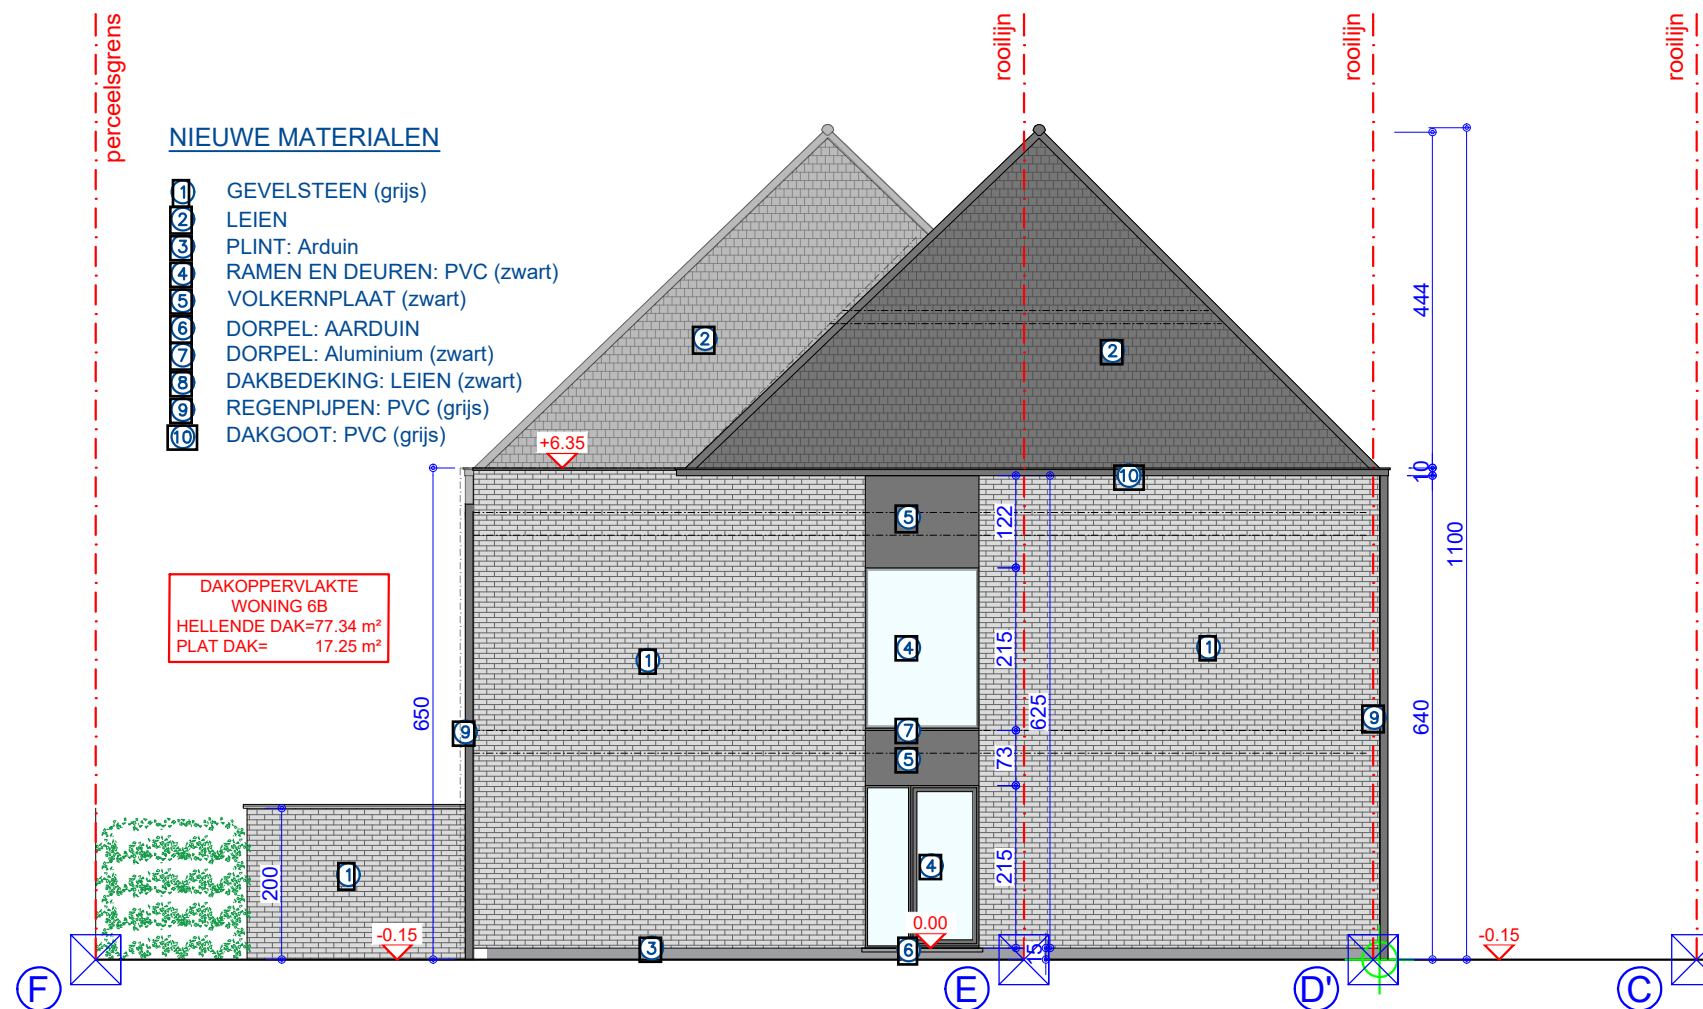 perceelsgrens
rooilijn
rooilijn
rooilijn
NIEUWE MATERIALEN
1 GEVELSTEEN (grijs)
2 LEIEN
3 PLINT: Arduin
4 RAMEN EN DEUREN: PVC (zwart)
5 VOLKERNPLAAT (zwart)
6 DORPEL: AARDUIN
7 DORPEL: Aluminium (zwart)
8 DAKBEDEKING: LEIEN (zwart)
9 REGENPIJPEN: PVC (grijs)
10 DAKGOOT: PVC (grijs)
2
2
444
1100
+6.35
10
10
5
122
DAKOPPERVLAKTE
WONING 6B
HELLENDE DAK=77.34 m²
PLAT DAK= 17.25 m²
1
4
215
1
650
9
7
625
9
640
5
73
1
200
4
215
-0.15
3
0.00
6
15
-0.15
F
E
D'
C